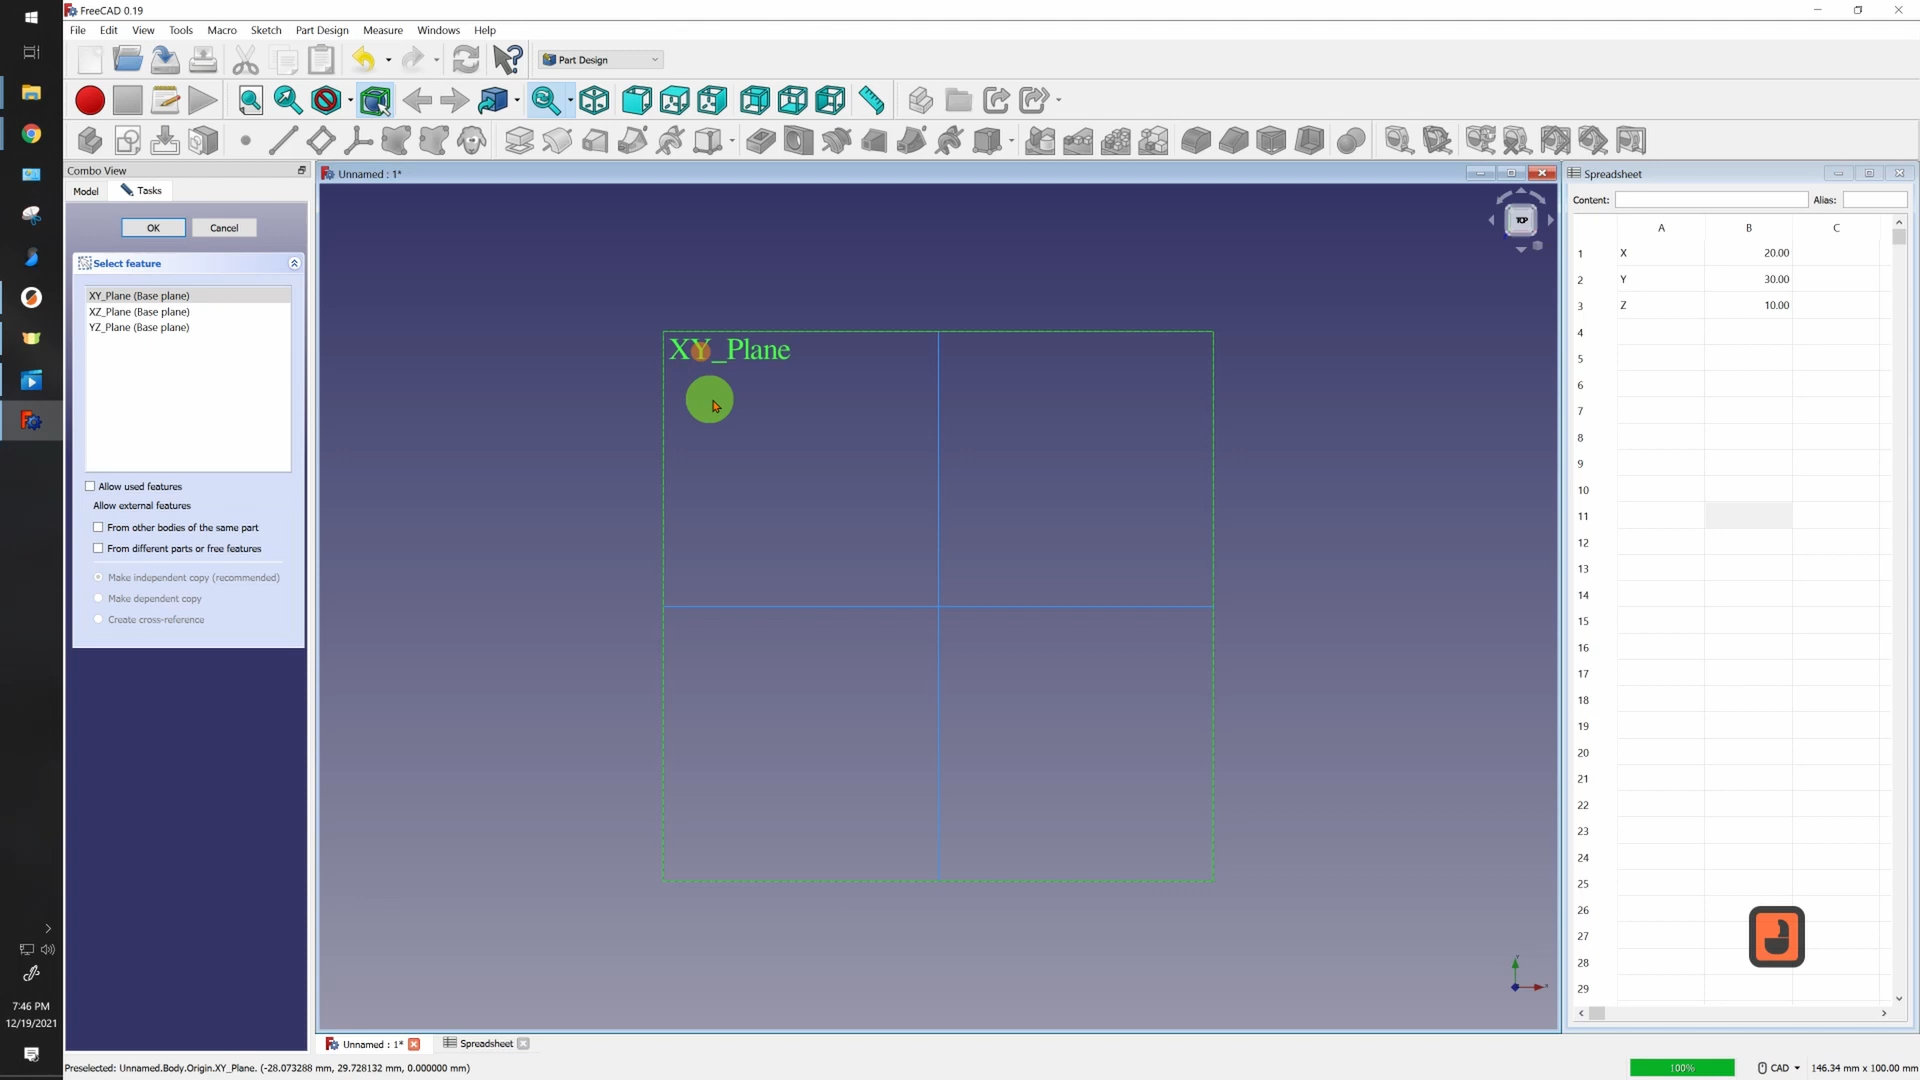 FreeCAD 0.19
File Edit View Tools Macro Sketch Part Design Measure Windows Help
Part Design
Combo View
Model Tasks
OK Cancel
Select feature
XY_Plane (Base plane)
XZ_Plane (Base plane)
YZ_Plane (Base plane)
Allow used features
Allow external features
From other bodies of the same part
From different parts or free features
Make independent copy (recommended)
Make dependent copy
Create cross-reference
Unnamed : 1*
TOP
XY_Plane
Y
X
Unnamed : 1* Spreadsheet
Spreadsheet
Content: Alias:
A B C
1 X 20.00
2 Y 30.00
3 Z 10.00
4
5
6
7
8
9
10
11
12
13
14
15
16
17
18
19
20
21
22
23
24
25
26
27
28
29
7:46 PM
12/19/2021
Preselected: Unnamed.Body.Origin.XY_Plane. (-28.073288 mm, 29.728132 mm, 0.000000 mm)
100% CAD 146.34 mm x 100.00 mm